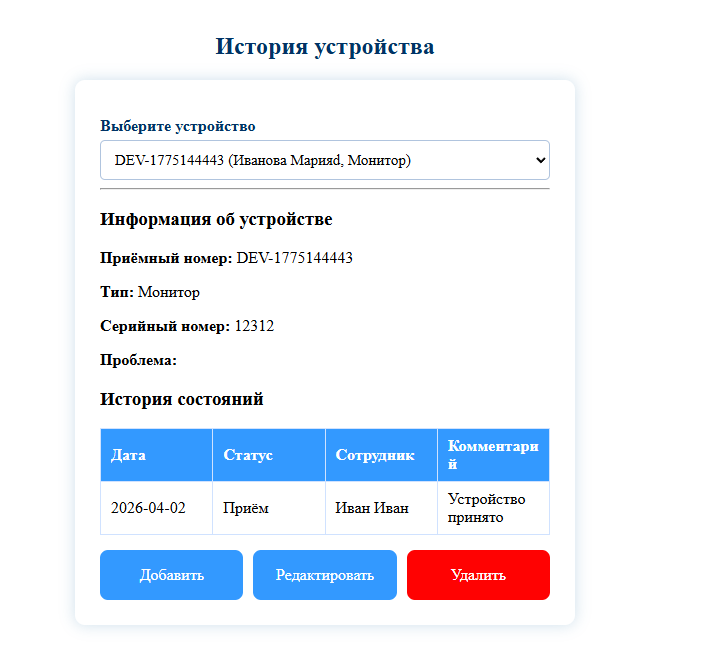 История устройства
Выберите устройство
DEV-1775144443 (Иванова Марияd, Монитор)
Информация об устройстве
Приёмный номер: DEV-1775144443
Тип: Монитор
Серийный номер: 12312
Проблема:
История состояний
Дата Статус Сотрудник Комментари
й
2026-04-02 Приём Иван Иван Устройство
принято
Добавить Редактировать Удалить